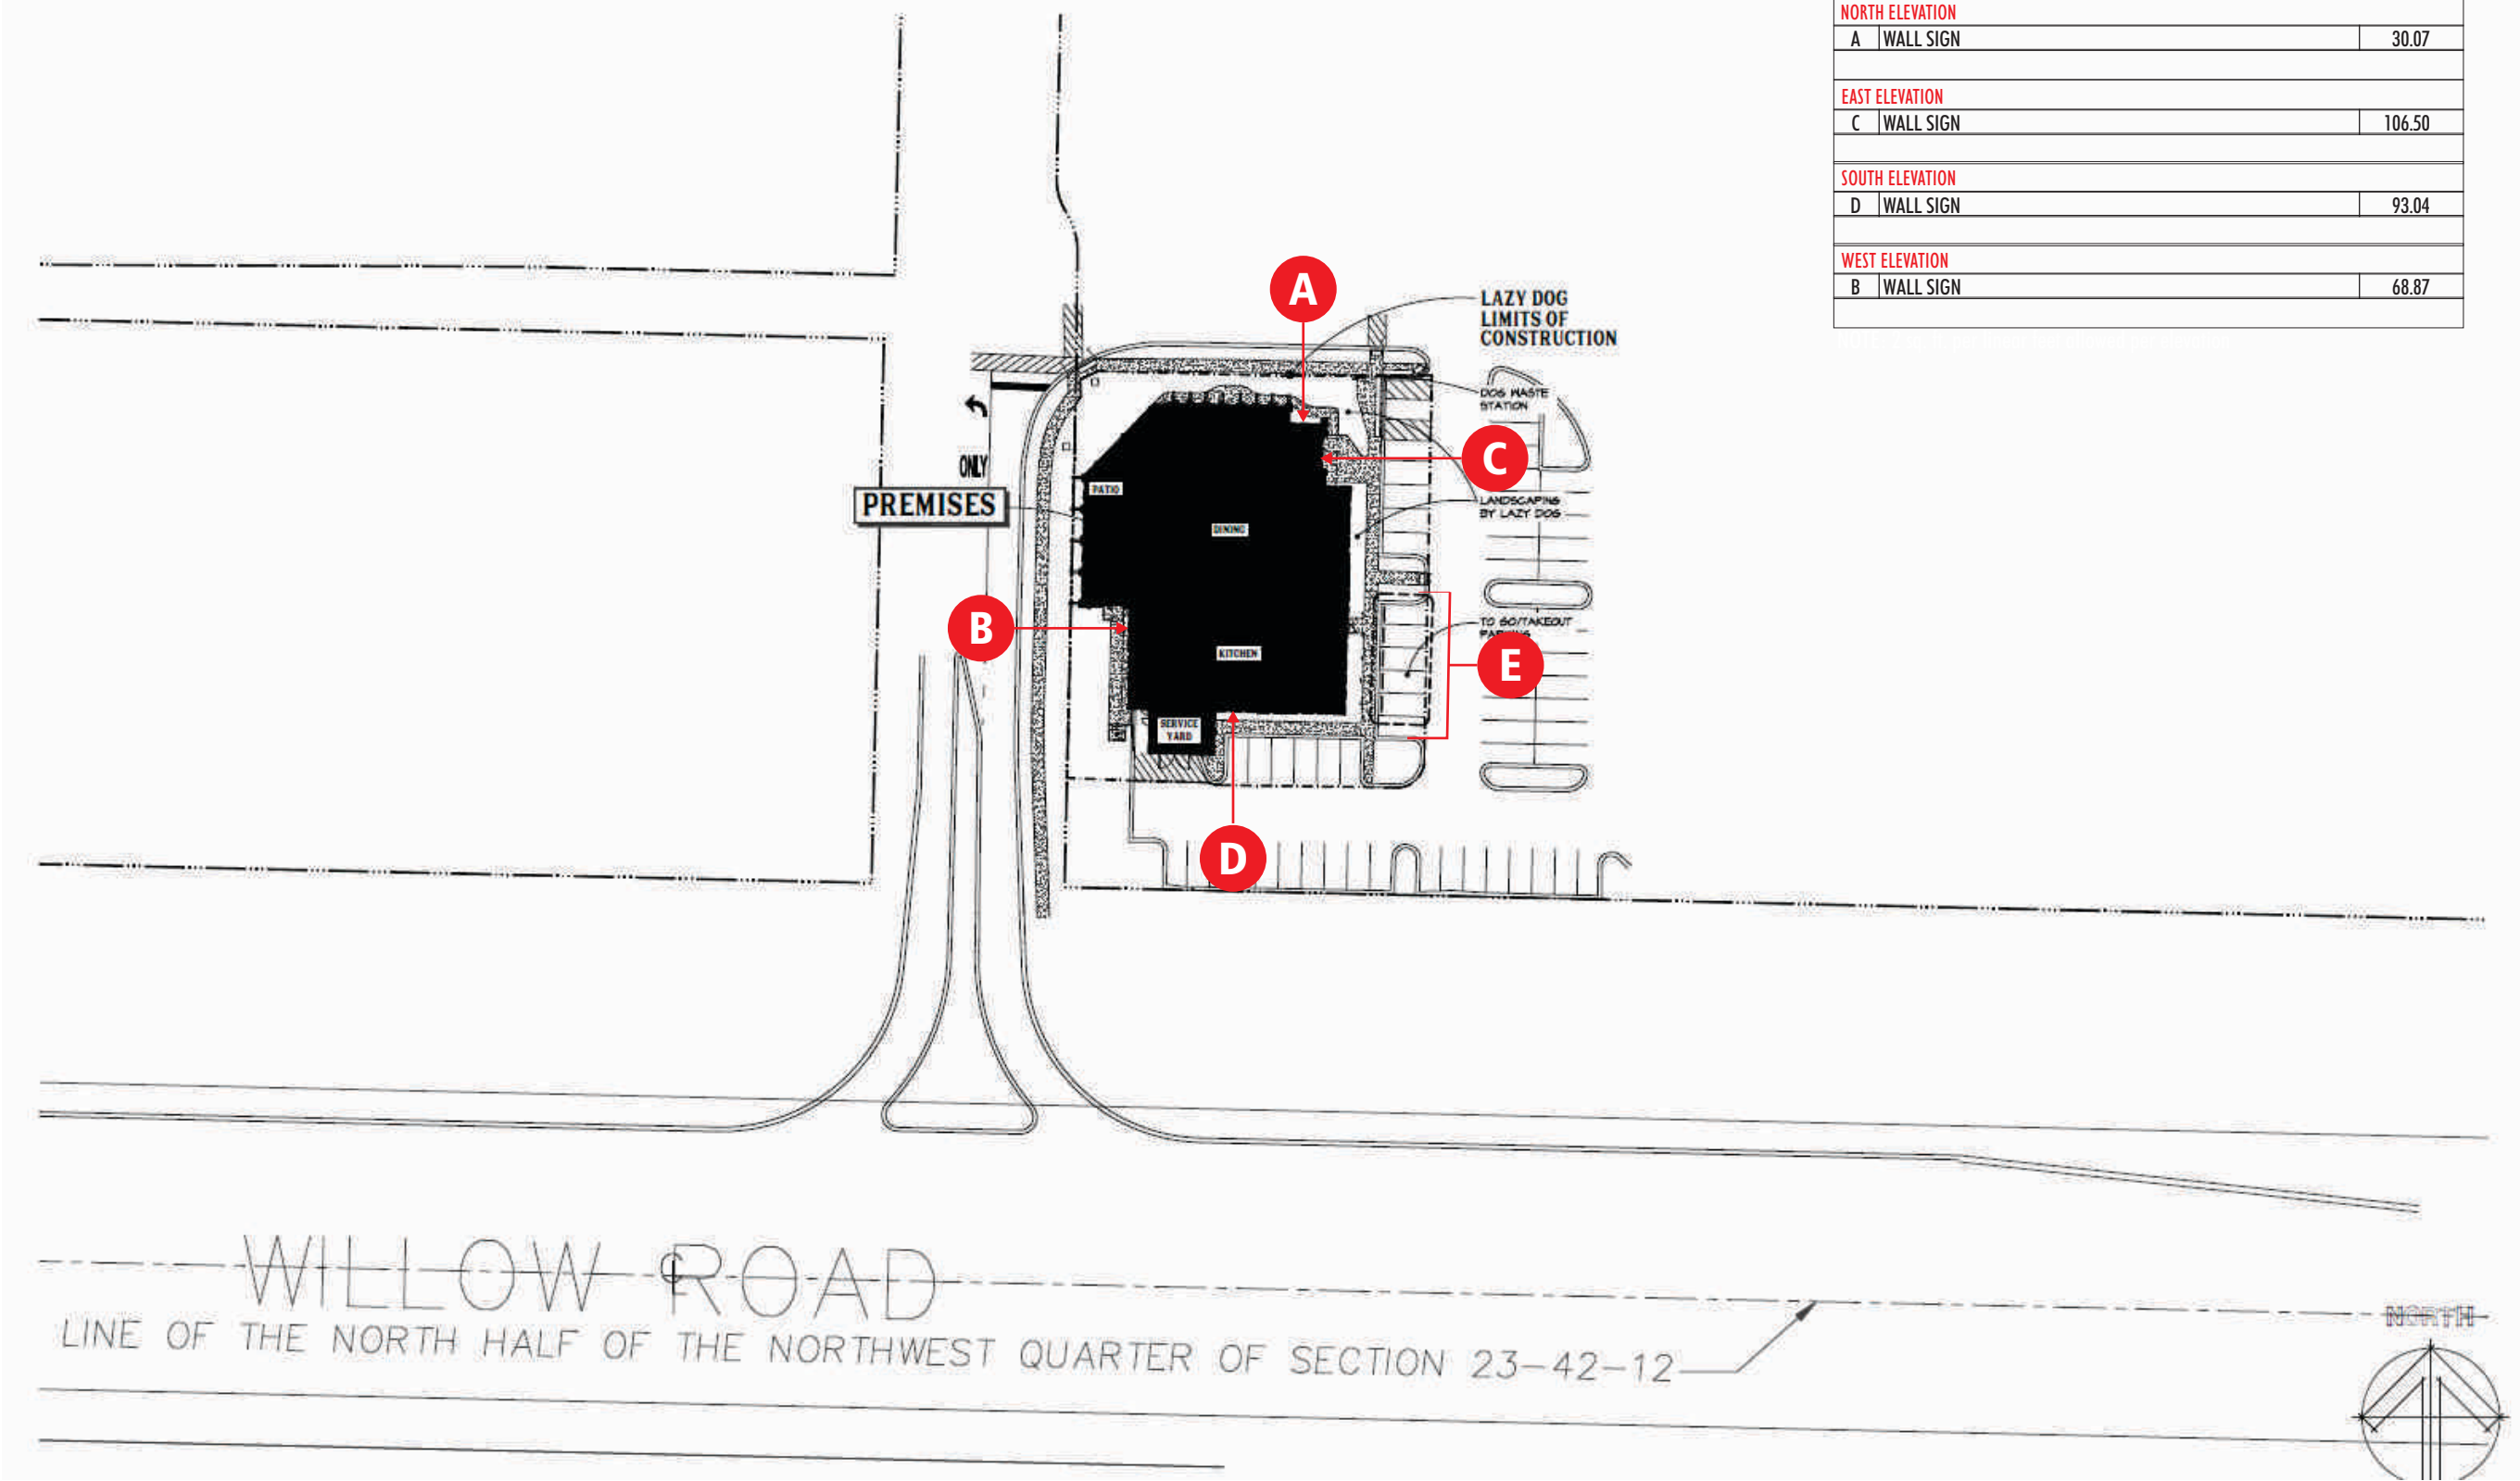 NORTH ELEVATION
A WALL SIGN 30.07
EAST ELEVATION
C WALL SIGN 106.50
SOUTH ELEVATION
D WALL SIGN 93.04
WEST ELEVATION
B WALL SIGN 68.87
A
LAZY DOG
LIMITS OF
CONSTRUCTION
DOG WASTE
STATION
C
ONLY
PREMISES
PATIO
DINING
LANDSCAPING
BY LAZY DOG
B
TO GO/TAKEOUT
PARKING
E
KITCHEN
SERVICE
YARD
D
WILLOW ROAD
LINE OF THE NORTH HALF OF THE NORTHWEST QUARTER OF SECTION 23-42-12
NORTH